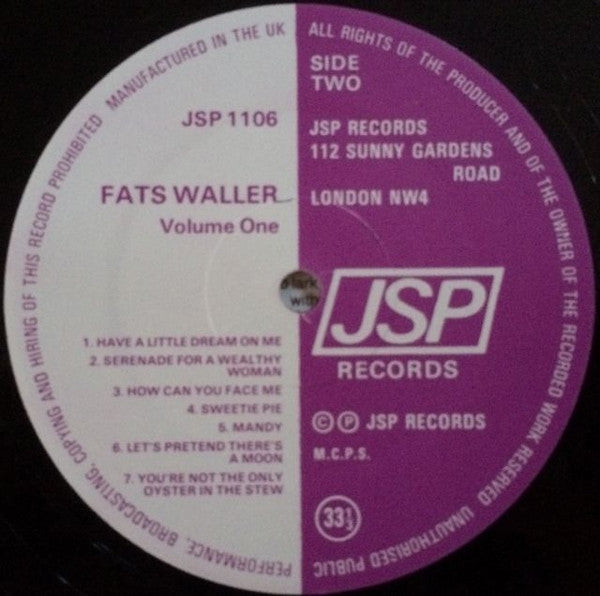 MANUFACTURED IN THE UK
ALL RIGHTS OF THE PRODUCER AND OF THE OWNER OF THE RECORDED WORK RESERVED
UNAUTHORISED PUBLIC
PERFORMANCE, BROADCASTING, COPYING AND HIRING OF THIS RECORD PROHIBITED
JSP 1106
FATS WALLER
Volume One
1. HAVE A LITTLE DREAM ON ME
2. SERENADE FOR A WEALTHY
WOMAN
3. HOW CAN YOU FACE ME
4. SWEETIE PIE
5. MANDY
6. LET'S PRETEND THERE'S
A MOON
7. YOU'RE NOT THE ONLY
OYSTER IN THE STEW
SIDE
TWO
JSP RECORDS
112 SUNNY GARDENS
ROAD
LONDON NW4
JSP
RECORDS
© ℗ JSP RECORDS
M.C.P.S.
33⅓
with